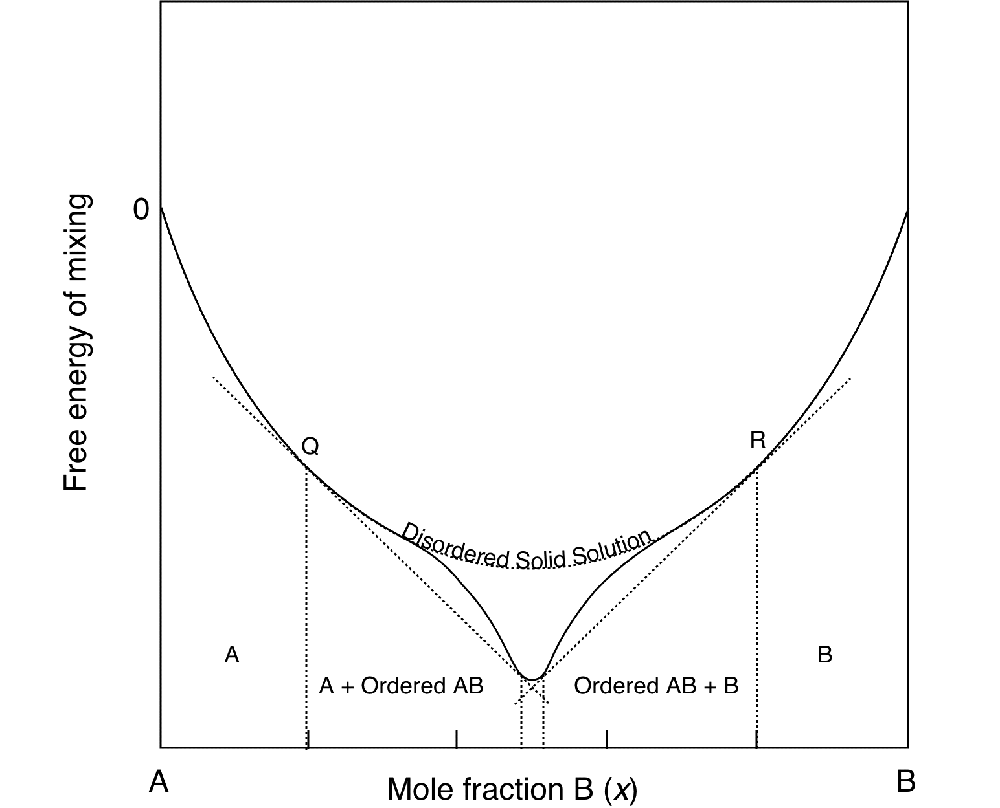 0
Free energy of mixing
Q
R
Disordered Solid Solution
A
B
A + Ordered AB
Ordered AB + B
A
Mole fraction B (x)
B